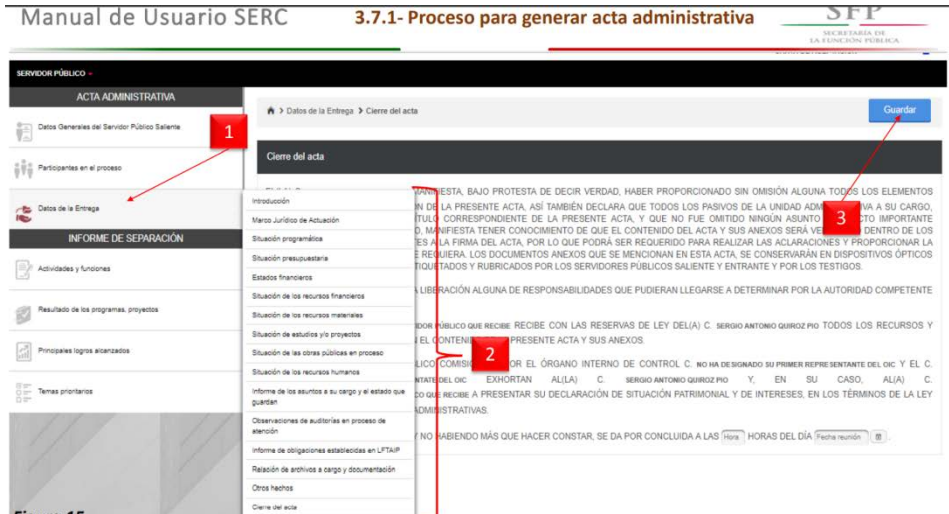 Manual de Usuario SERC
3.7.1- Proceso para generar acta administrativa
SFP
SECRETARÍA DE
LA FUNCIÓN PÚBLICA
SERVIDOR PÚBLICO
ACTA ADMINISTRATIVA
Datos Generales del Servidor Público Saliente
1
Participantes en el proceso
Datos de la Entrega
INFORME DE SEPARACIÓN
Actividades y funciones
Resultado de los programas, proyectos
Principales logros alcanzados
Temas prioritarios
Introducción
Marco Jurídico de Actuación
Situación programática
Situación presupuestaria
Estados financieros
Situación de los recursos financieros
Situación de los recursos materiales
Situación de estudios y/o proyectos
Situación de las obras públicas en proceso
Situación de los recursos humanos
Informe de los asuntos a su cargo y el estado que
guardan
Observaciones de auditorías en proceso de
atención
Informe de obligaciones establecidas en LFTAIP
Relación de archivos a cargo y documentación
Otros hechos
Cierre del acta
2
Datos de la Entrega > Cierre del acta
Guardar
Cierre del acta
3
MANIFIESTA, BAJO PROTESTA DE DECIR VERDAD, HABER PROPORCIONADO SIN OMISIÓN ALGUNA TODOS LOS ELEMENTOS
DE LA PRESENTE ACTA, ASÍ TAMBIÉN DECLARA QUE TODOS LOS PASIVOS DE LA UNIDAD A SU CARGO,
CORRESPONDIENTE DE LA PRESENTE ACTA, Y QUE NO FUE OMITIDO NINGÚN ASUNTO IMPORTANTE
MANIFIESTA TENER CONOCIMIENTO DE QUE EL CONTENIDO DEL ACTA Y SUS ANEXOS SERÁ DENTRO DE LOS
A LA FIRMA DEL ACTA, POR LO QUE PODRÁ SER REQUERIDO PARA REALIZAR LAS ACLARACIONES Y PROPORCIONAR LA
REQUIERA. LOS DOCUMENTOS ANEXOS QUE SE MENCIONAN EN ESTA ACTA, SE CONSERVARÁN EN DISPOSITIVOS ÓPTICOS
Y RUBRICADOS POR LOS SERVIDORES PÚBLICOS SALIENTE Y ENTRANTE Y POR LOS TESTIGOS.
LIBERACIÓN ALGUNA DE RESPONSABILIDADES QUE PUDIERAN LLEGARSE A DETERMINAR POR LA AUTORIDAD COMPETENTE
PÚBLICO QUE RECIBE RECIBE CON LAS RESERVAS DE LEY DEL(A) C. SERGIO ANTONIO QUIROZ PIO TODOS LOS RECURSOS Y
EL PRESENTE ACTA Y SUS ANEXOS
POR EL ÓRGANO INTERNO DE CONTROL C. NO HA DESIGNADO SU PRIMER REPRESENTANTE DEL OIC Y EL C.
DEL OIC EXHORTAN AL(LA) C. SERGIO ANTONIO QUIROZ PIO Y, EN SU CASO, AL(A) C.
QUE RECIBE A PRESENTAR SU DECLARACIÓN DE SITUACIÓN PATRIMONIAL Y DE INTERESES, EN LOS TÉRMINOS DE LA LEY
ADMINISTRATIVAS.
Y NO HABIENDO MÁS QUE HACER CONSTAR, SE DA POR CONCLUIDA A LAS Hora HORAS DEL DÍA Fecha reunión